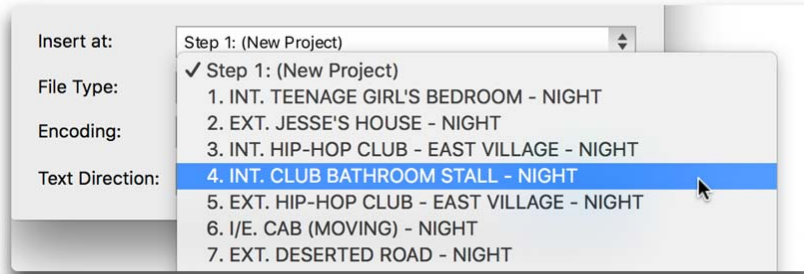 Insert at:
Step 1: (New Project)
✓ Step 1: (New Project)
File Type:
1. INT. TEENAGE GIRL'S BEDROOM - NIGHT
2. EXT. JESSE'S HOUSE - NIGHT
Encoding:
3. INT. HIP-HOP CLUB - EAST VILLAGE - NIGHT
Text Direction:
4. INT. CLUB BATHROOM STALL - NIGHT
5. EXT. HIP-HOP CLUB - EAST VILLAGE - NIGHT
6. I/E. CAB (MOVING) - NIGHT
7. EXT. DESERTED ROAD - NIGHT